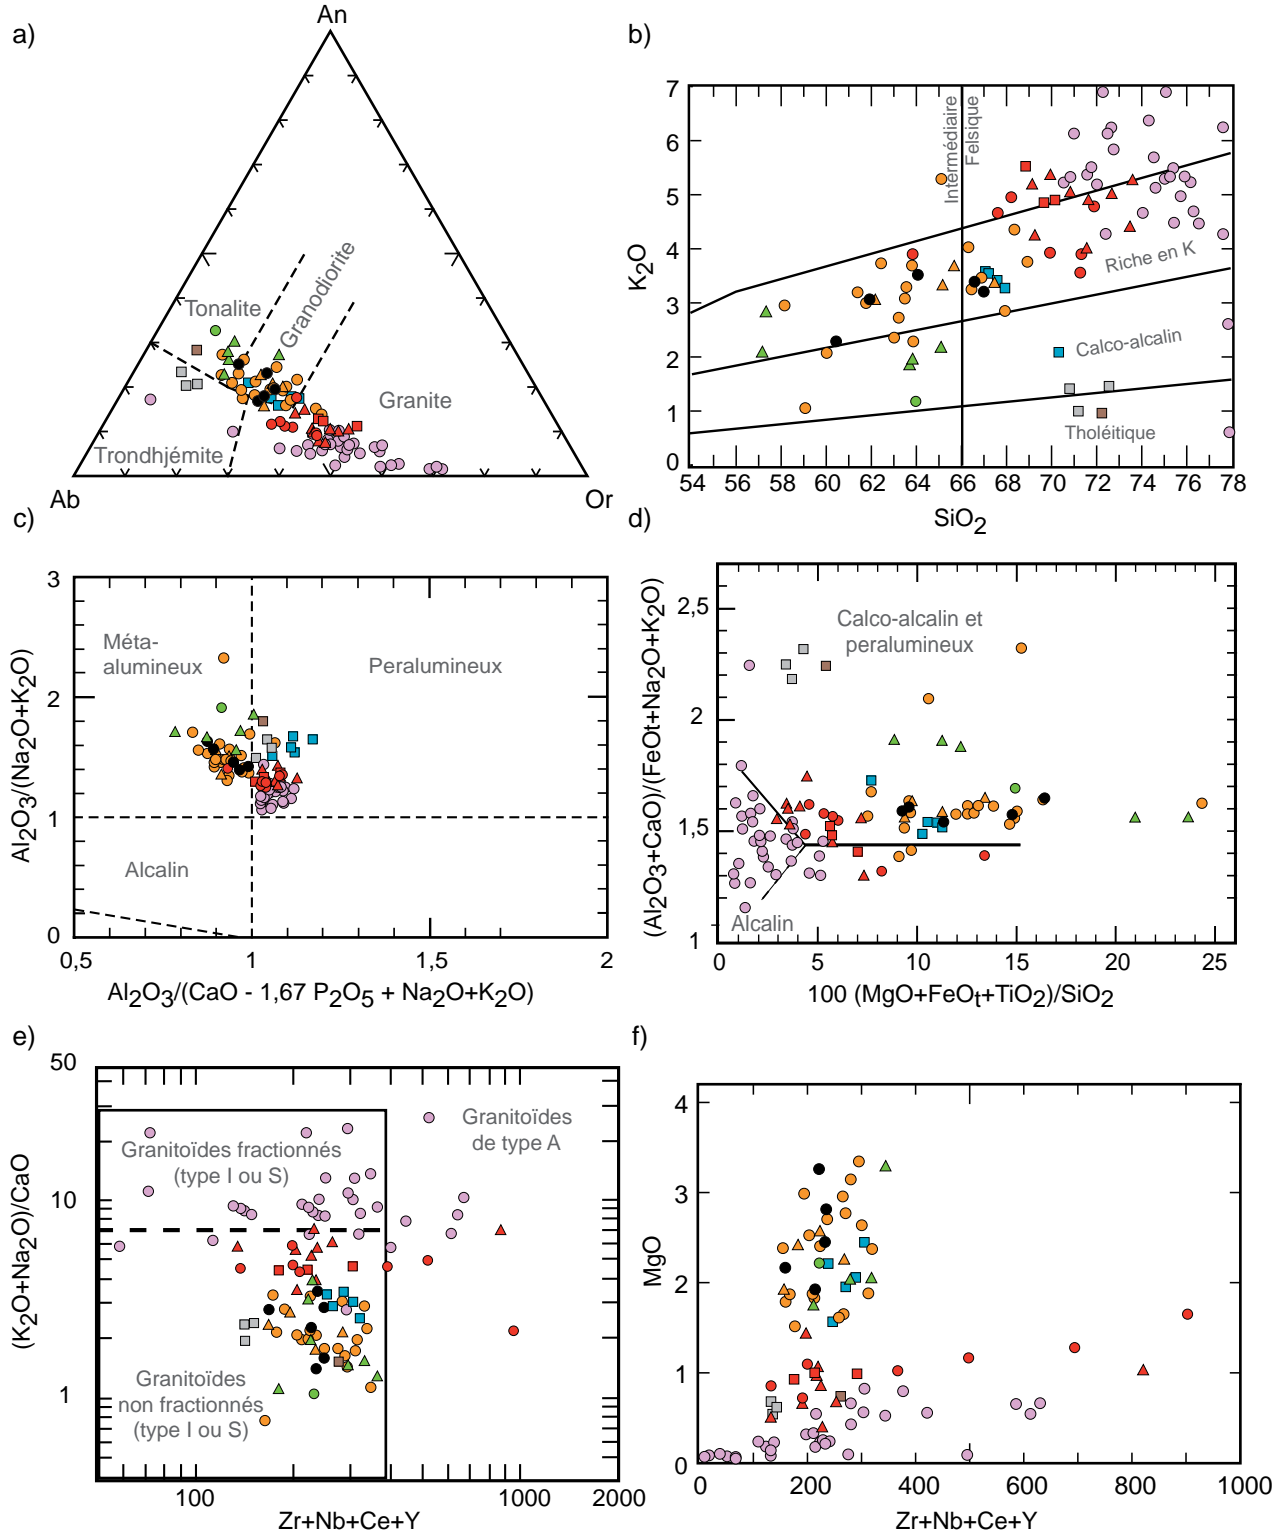 a)
An
Tonalite
Granodiorite
Granite
Trondhjémite
Ab
Or
b)
K2O
7
6
5
4
3
2
1
0
Intermédiaire
Felsique
Riche en K
Calco-alcalin
Tholéitique
54 56 60 62 64 66 70 72 74 76 78
SiO2
c)
Al2O3/(Na2O+K2O)
3
2
1
0
Méta-
alumineux
Peralumineux
Alcalin
0,5 1 1,5 2
Al2O3/(CaO - 1,67 P2O5 + Na2O+K2O)
d)
(Al2O3+CaO)/(FeOt+Na2O+K2O)
2,5
2
1,5
1
Calco-alcalin et
peralumineux
Alcalin
5 10 15 20 25
100 (MgO+FeOt+TiO2)/SiO2
e)
(K2O+Na2O)/CaO
50
10
1
Granitoïdes fractionnés
(type I ou S)
Granitoïdes
de type A
Granitoïdes
non fractionnés
(type I ou S)
100 1000 2000
Zr+Nb+Ce+Y
f)
MgO
4
3
2
1
0
0 200 400 600 800 1000
Zr+Nb+Ce+Y